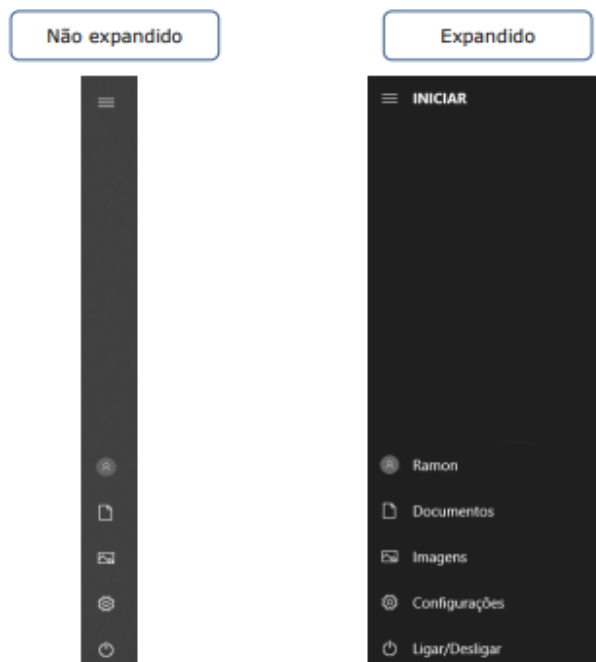 Não expandido
Expandido
INICIAR
Ramon
Documentos
Imagens
Configurações
Ligar/Desligar